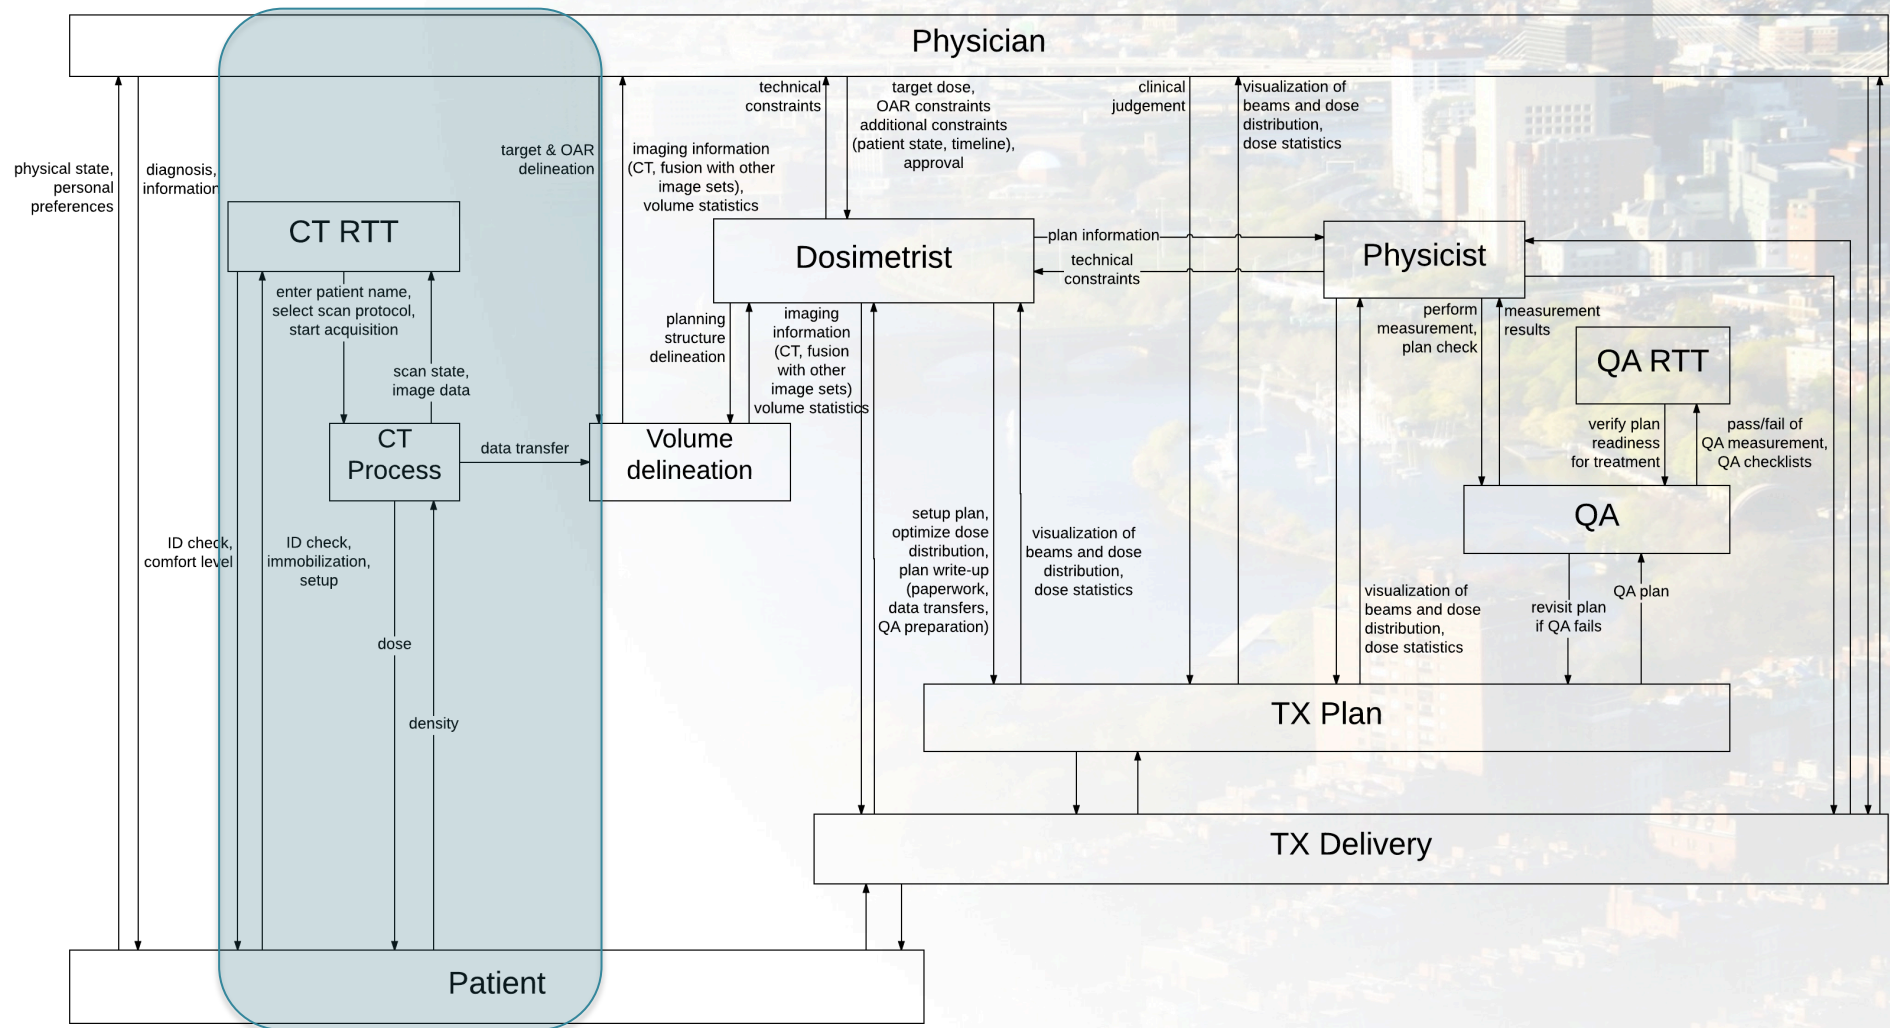 Physician
physical state,
personal
preferences
diagnosis,
information
target & OAR
delineation
imaging information
(CT, fusion with other
image sets),
volume statistics
technical
constraints
target dose,
OAR constraints
additional constraints
(patient state, timeline),
approval
clinical
judgement
visualization of
beams and dose
distribution,
dose statistics
CT RTT
enter patient name,
select scan protocol,
start acquisition
scan state,
image data
CT
Process
data transfer
Volume
delineation
Dosimetrist
plan information
technical
constraints
Physicist
planning
structure
delineation
imaging
information
(CT, fusion
with other
image sets)
volume statistics
perform
measurement,
plan check
measurement
results
QA RTT
verify plan
readiness
for treatment
pass/fail of
QA measurement,
QA checklists
QA
ID check,
comfort level
ID check,
immobilization,
setup
dose
density
setup plan,
optimize dose
distribution,
plan write-up
(paperwork,
data transfers,
QA preparation)
visualization of
beams and dose
distribution,
dose statistics
visualization of
beams and dose
distribution,
dose statistics
revisit plan
if QA fails
QA plan
TX Plan
TX Delivery
Patient